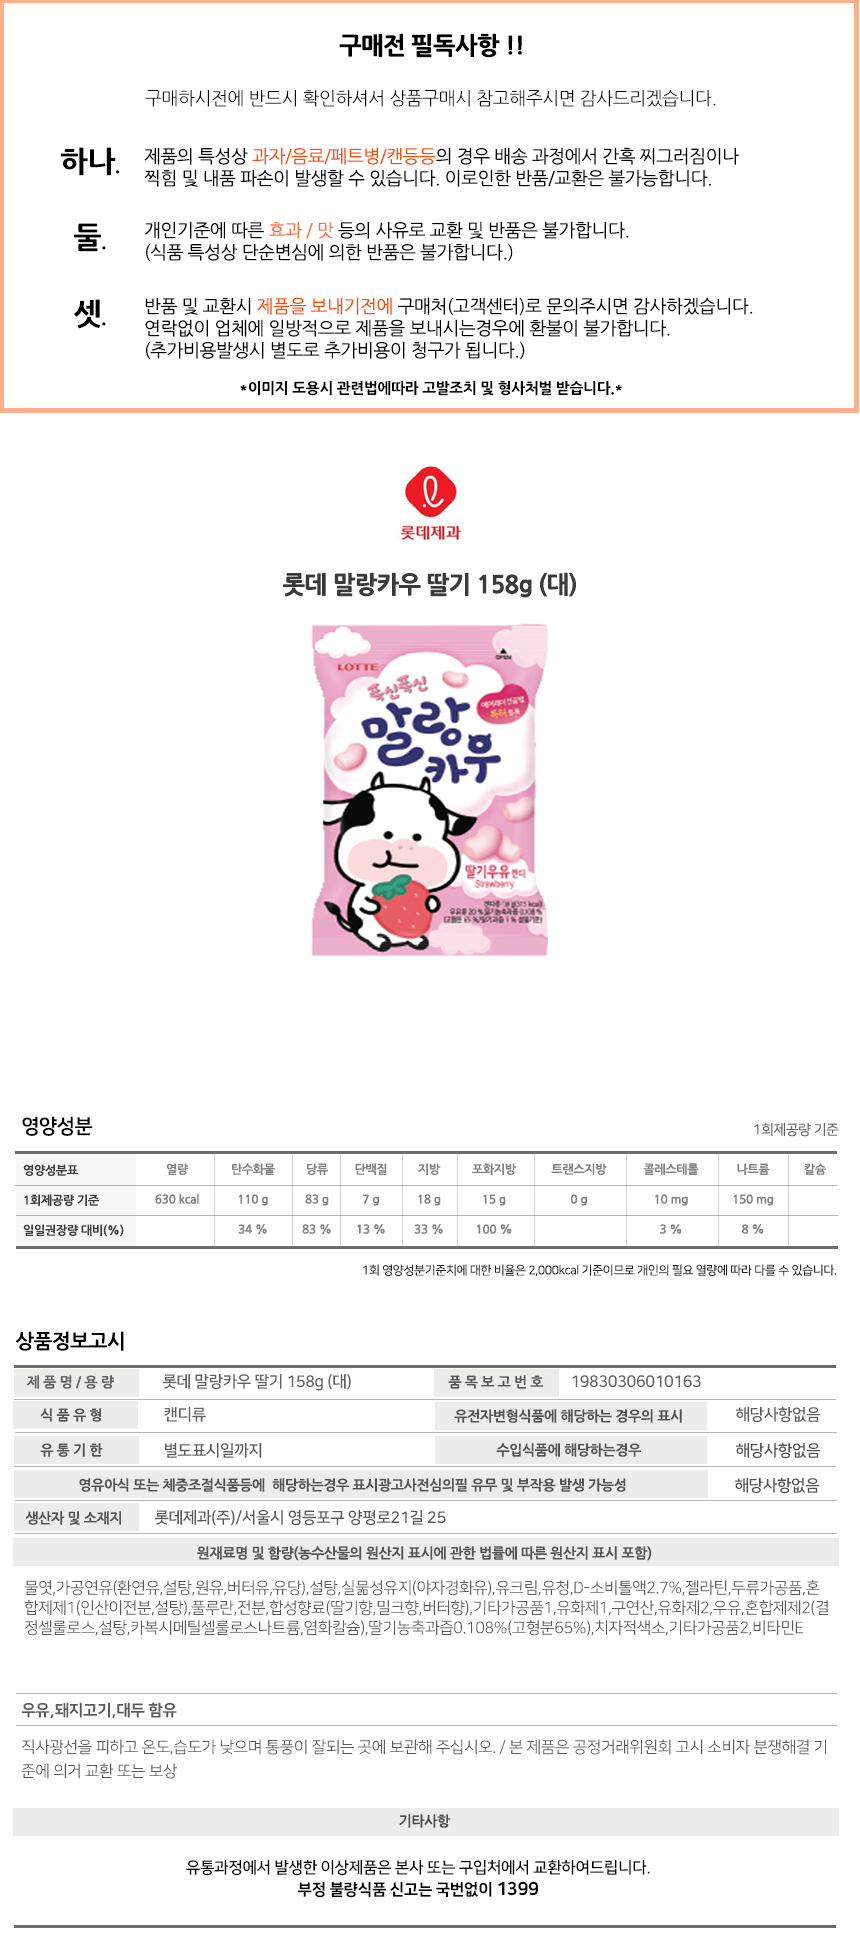 구매전 필독사항 !!
구매하시전에 반드시 확인하셔서 상품구매시 참고해주시면 감사드리겠습니다.
하나. 제품의 특성상 과자/음료/페트병/캔등등의 경우 배송 과정에서 간혹 찌그러짐이나
찍힘 및 내품 파손이 발생할 수 있습니다. 이로인한 반품/교환은 불가능합니다.
둘. 개인기준에 따른 효과 / 맛 등의 사유로 교환 및 반품은 불가합니다.
(식품 특성상 단순변심에 의한 반품은 불가합니다.)
셋. 반품 및 교환시 제품을 보내기전에 구매처(고객센터)로 문의주시면 감사하겠습니다.
연락없이 업체에 일방적으로 제품을 보내시는경우에 환불이 불가합니다.
(추가비용발생시 별도로 추가비용이 청구가 됩니다.)
*이미지 도용시 관련법에따라 고발조치 및 형사처벌 받습니다.*
롯데제과
롯데 말랑카우 딸기 158g (대)
LOTTE
OPEN
폭신폭신
말랑
카우
딸기우유 캔디
Strawberry
영양성분
1회제공량 기준
영양성분표 열량 탄수화물 당류 단백질 지방 포화지방 트랜스지방 콜레스테롤 나트륨 칼슘
1회제공량 기준 630 kcal 110 g 83 g 7 g 18 g 15 g 0 g 10 mg 150 mg
일일권장량 대비(%) 34 % 83 % 13 % 33 % 100 % 3 % 8 %
1회 영양성분기준치에 대한 비율은 2,000kcal 기준이므로 개인의 필요 열량에 따라 다를 수 있습니다.
상품정보고시
제 품 명 / 용 량 롯데 말랑카우 딸기 158g (대) 품 목 보 고 번 호 19830306010163
식 품 유 형 캔디류 유전자변형식품에 해당하는 경우의 표시 해당사항없음
유 통 기 한 별도표시일까지 수입식품에 해당하는경우 해당사항없음
영유아식 또는 체중조절식품등에 해당하는경우 표시광고사전심의필 유무 및 부작용 발생 가능성 해당사항없음
생산자 및 소재지 롯데제과(주)/서울시 영등포구 양평로21길 25
원재료명 및 함량(농수산물의 원산지 표시에 관한 법률에 따른 원산지 표시 포함)
물엿,가공연유(환연유,설탕,원유,버터유,유당),설탕,실물성유지(야자경화유),유크림,유청,D-소비톨액2.7%,젤라틴,두류가공품,혼
합제제1(인산이전분,설탕),풀루란,전분,합성향료(딸기향,밀크향,버터향),기타가공품1,유화제1,구연산,유화제2,우유,혼합제제2(결
정셀룰로스,설탕,카복시메틸셀룰로스나트륨,염화칼슘),딸기농축과즙0.108%(고형분65%),치자적색소,기타가공품2,비타민E
우유,돼지고기,대두 함유
직사광선을 피하고 온도,습도가 낮으며 통풍이 잘되는 곳에 보관해 주십시오. / 본 제품은 공정거래위원회 고시 소비자 분쟁해결 기
준에 의거 교환 또는 보상
기타사항
유통과정에서 발생한 이상제품은 본사 또는 구입처에서 교환하여드립니다.
부정 불량식품 신고는 국번없이 1399